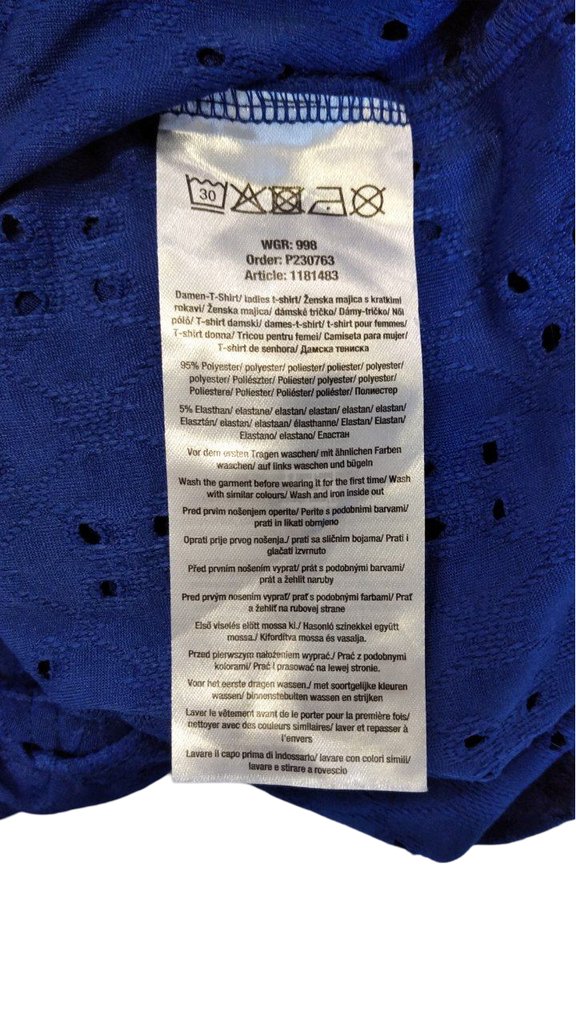 30
WGR: 998
Order: P230763
Article: 1181483
Damen-T-Shirt/ ladies t-shirt/ Ženska majica s kratkimi
rokavi/ Ženska majica/ dámské tričko/ Dámy-tričko/ Női
póló/ T-shirt damski/ dames-t-shirt/ t-shirt pour femmes/
T-shirt donna/ Tricou pentru femei/ Camiseta para mujer/
T-shirt de senhora/ Дамска тениска
95% Polyester/ polyester/ poliester/ poliester/ polyester/
polyester/ Poliészter/ Poliester/ polyester/ polyester/
Poliestere/ Poliester/ Poliéster/ poliéster/ Полиестер
5% Elasthan/ elastane/ elastan/ elastan/ elastan/ elastan/
Elasztán/ elastan/ elastaan/ élasthanne/ Elastan/ Elastan/
Elastano/ elastano/ Еластан
Vor dem ersten Tragen waschen/ mit ähnlichen Farben
waschen/ auf links waschen und bügeln
Wash the garment before wearing it for the first time/ Wash
with similar colours/ Wash and iron inside out
Pred prvim nošenjem operite/ Perite s podobnimi barvami/
prati in likati obrnjeno
Oprati prije prvog nošenja./ prati sa sličnim bojama/ Prati i
glačati izvrnuto
Před prvním nošením vyprat/ prát s podobnými barvami/
prát a žehlit naruby
Pred prvým nosením vyprať/ prať s podobnými farbami/ Prať
a žehliť na rubovej strane
Első viselés előtt mossa ki./ Hasonló színekkel együtt
mossa./ Kifordítva mossa és vasalja.
Przed pierwszym nałożeniem wyprać./ Prać z podobnymi
kolorami/ Prać i prasować na lewej stronie.
Voor het eerste dragen wassen./ met soortgelijke kleuren
wassen/ binnenstebuiten wassen en strijken
Laver le vêtement avant de le porter pour la première fois/
nettoyer avec des couleurs similaires/ laver et repasser à
l'envers
Lavare il capo prima di indossarlo/ lavare con colori simili/
lavare e stirare a rovescio